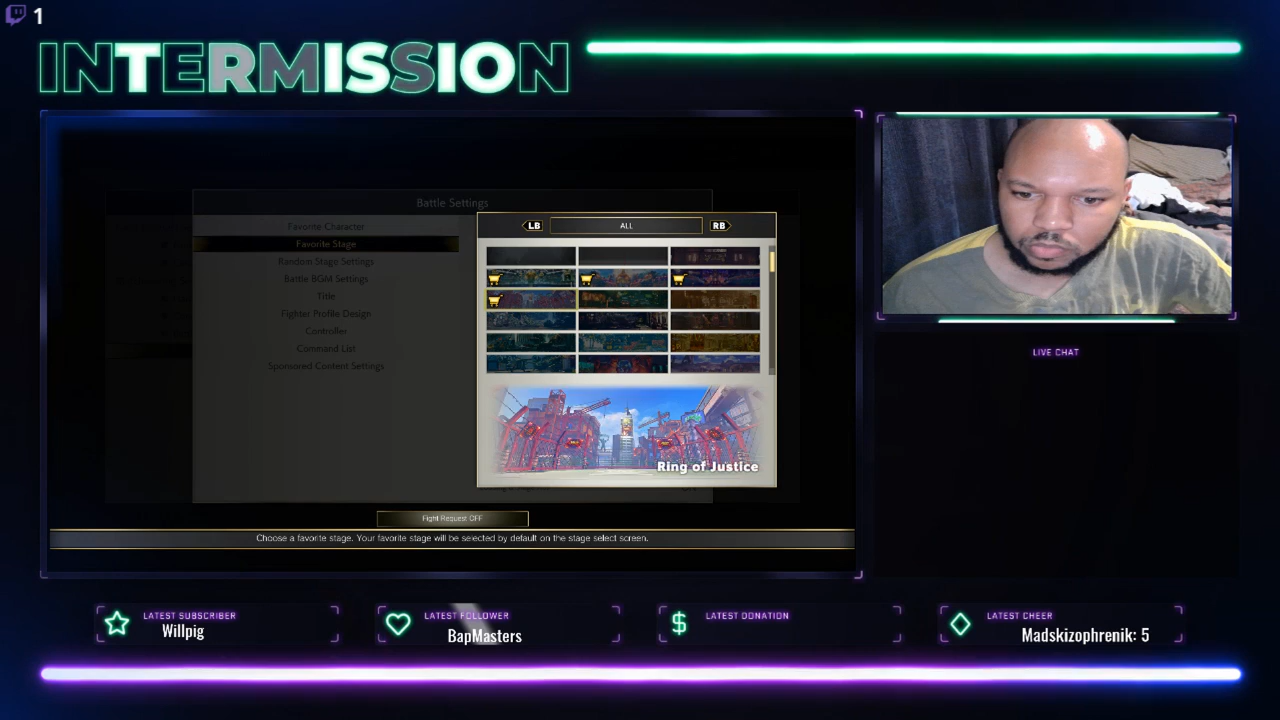 1
INTERMISSION
Battle Settings
Favorite Character
Favorite Stage
Random Stage Settings
Battle BGM Settings
Title
Fighter Profile Design
Controller
Command List
Sponsored Content Settings
LB ALL RB
Ring of Justice
Fight Request OFF
Choose a favorite stage. Your favorite stage will be selected by default on the stage select screen.
LIVE CHAT
LATEST SUBSCRIBER
Willpig
LATEST FOLLOWER
BapMasters
LATEST DONATION
LATEST CHEER
Madskizophrenik: 5